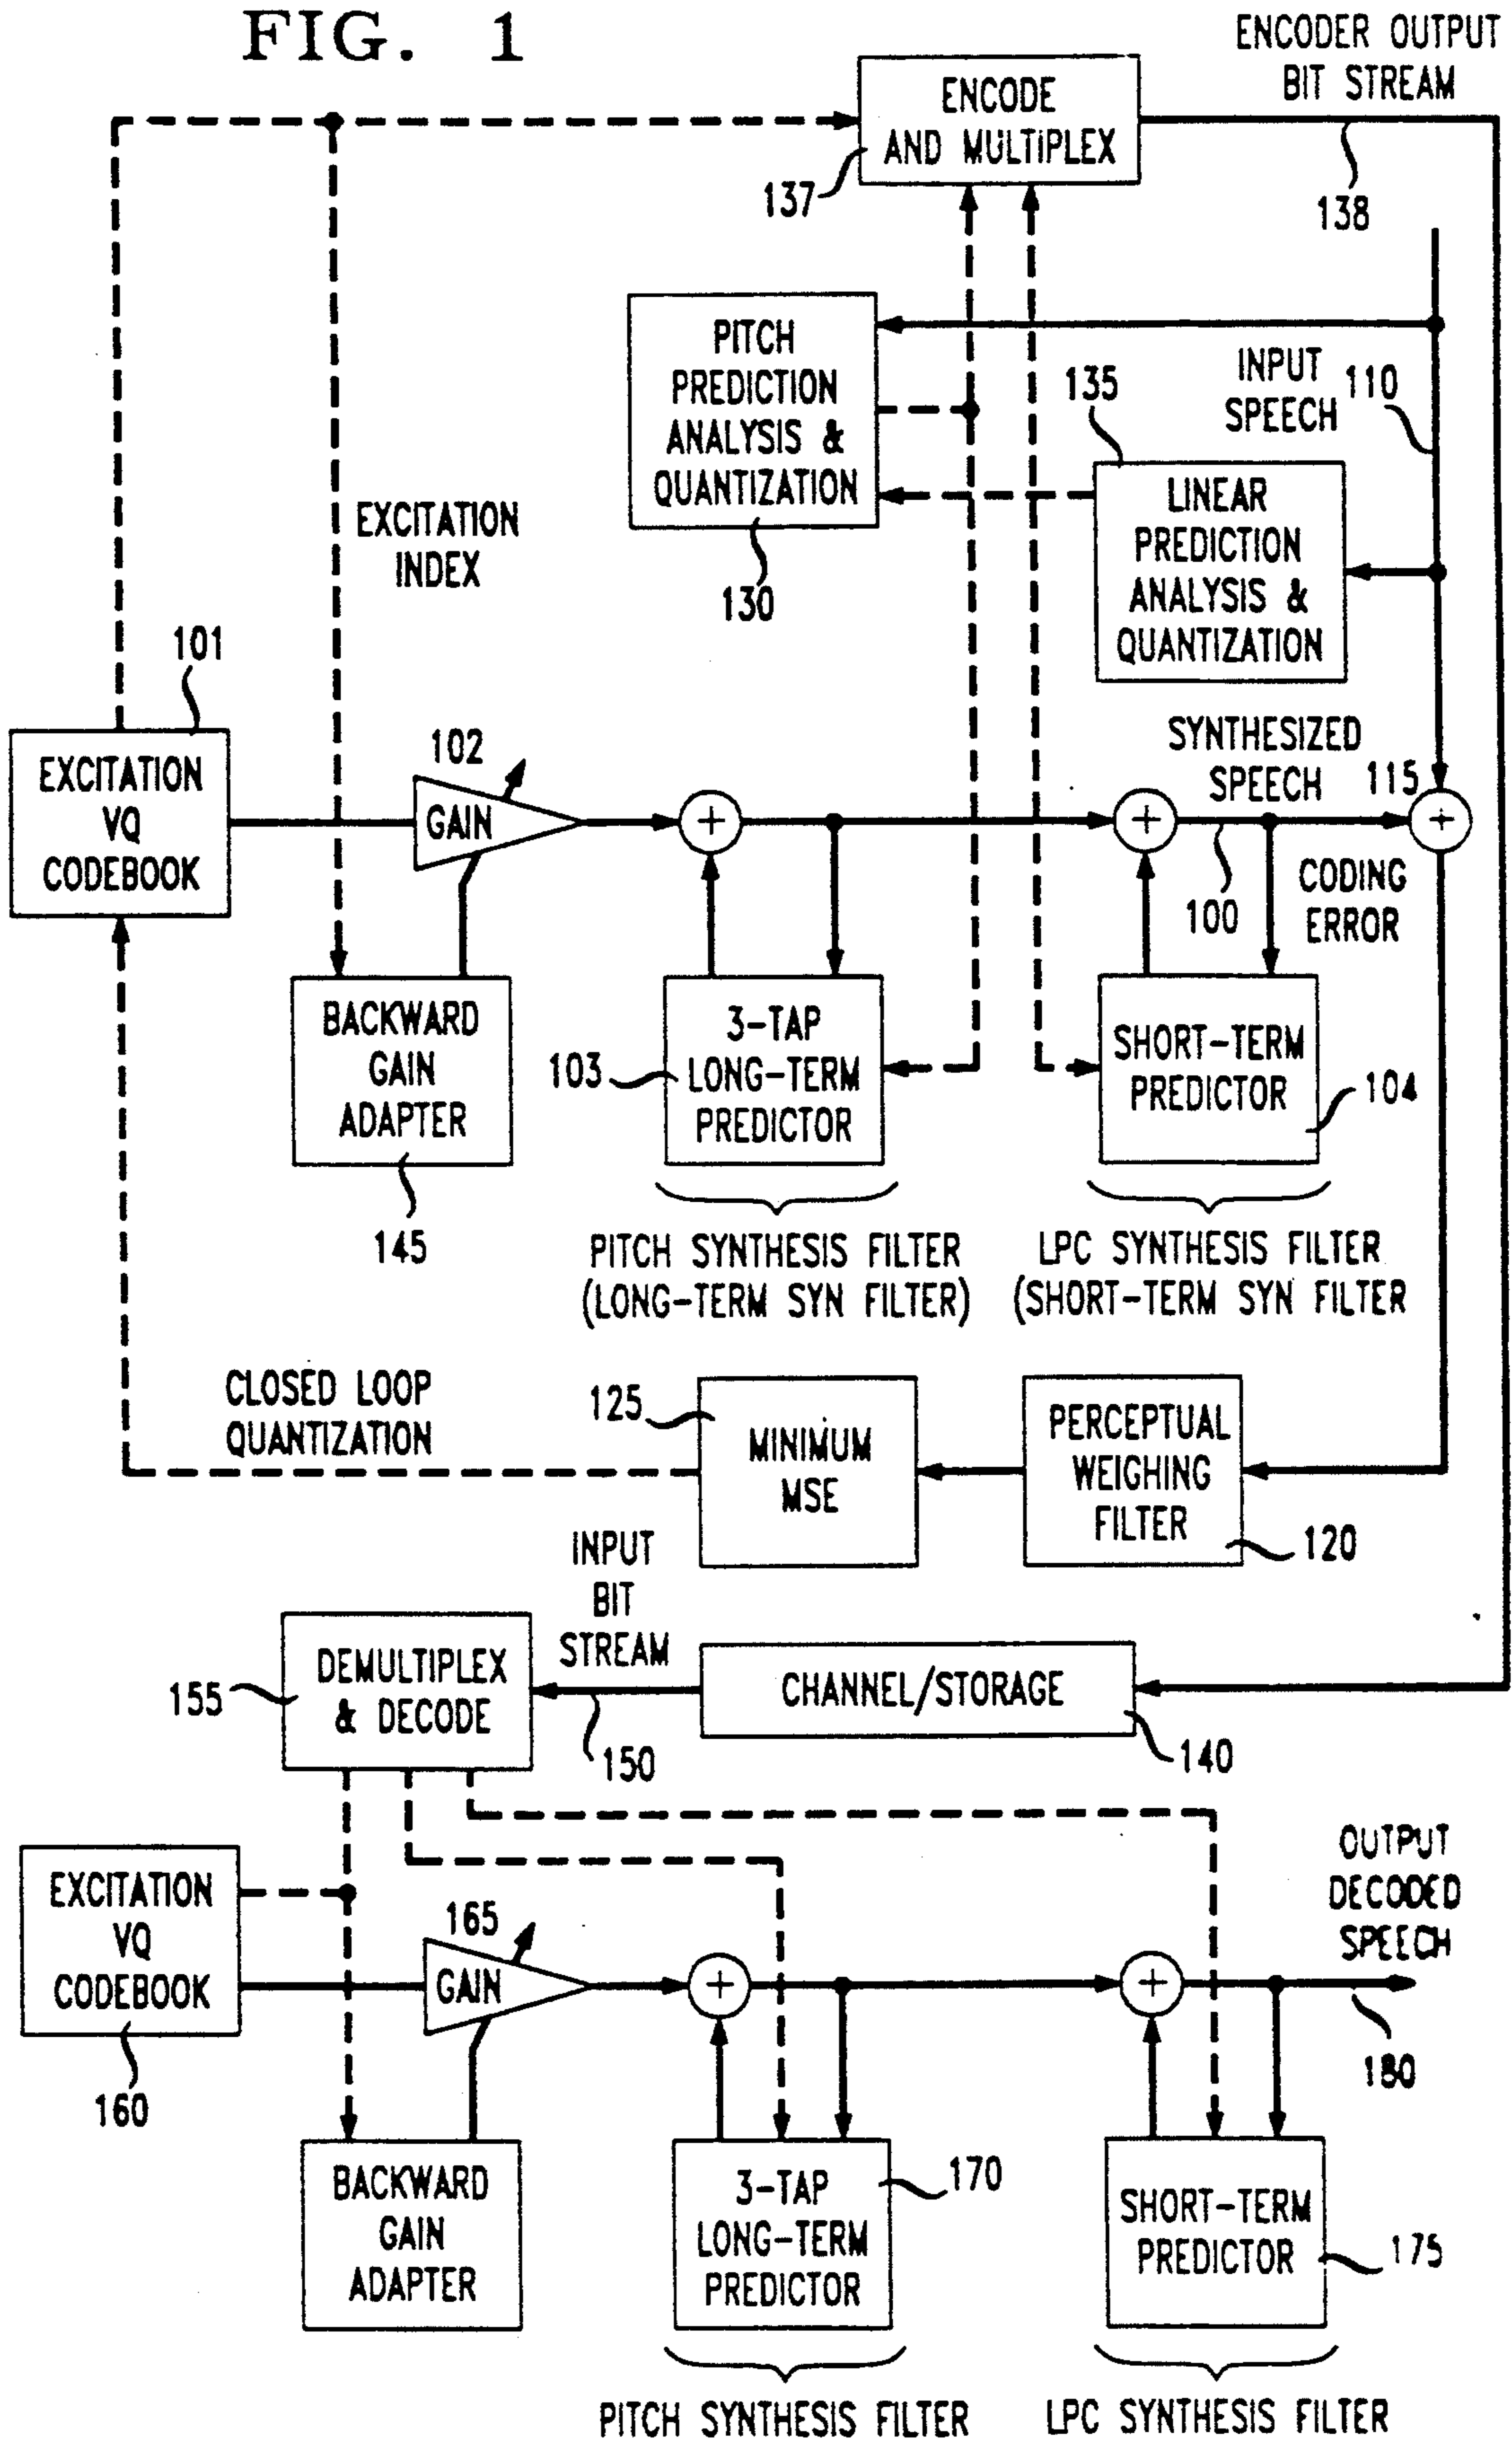 FIG. 1
ENCODER OUTPUT
BIT STREAM
ENCODE
AND MULTIPLEX
137
138
PITCH
PREDICTION
ANALYSIS &
QUANTIZATION
130
INPUT
SPEECH
110
135
LINEAR
PREDICTION
ANALYSIS &
QUANTIZATION
EXCITATION
INDEX
101
EXCITATION
VQ
CODEBOOK
102
GAIN
+
+
SYNTHESIZED
SPEECH
115
+
100
CODING
ERROR
BACKWARD
GAIN
ADAPTER
145
103
3-TAP
LONG-TERM
PREDICTOR
SHORT-TERM
PREDICTOR
104
PITCH SYNTHESIS FILTER
(LONG-TERM SYN FILTER)
LPC SYNTHESIS FILTER
(SHORT-TERM SYN FILTER
CLOSED LOOP
QUANTIZATION
125
MINIMUM
MSE
PERCEPTUAL
WEIGHING
FILTER
120
INPUT
BIT
STREAM
155
DEMULTIPLEX
& DECODE
150
CHANNEL/STORAGE
140
EXCITATION
VQ
CODEBOOK
160
165
GAIN
+
+
OUTPUT
DECODED
SPEECH
180
BACKWARD
GAIN
ADAPTER
3-TAP
LONG-TERM
PREDICTOR
170
SHORT-TERM
PREDICTOR
175
PITCH SYNTHESIS FILTER
LPC SYNTHESIS FILTER